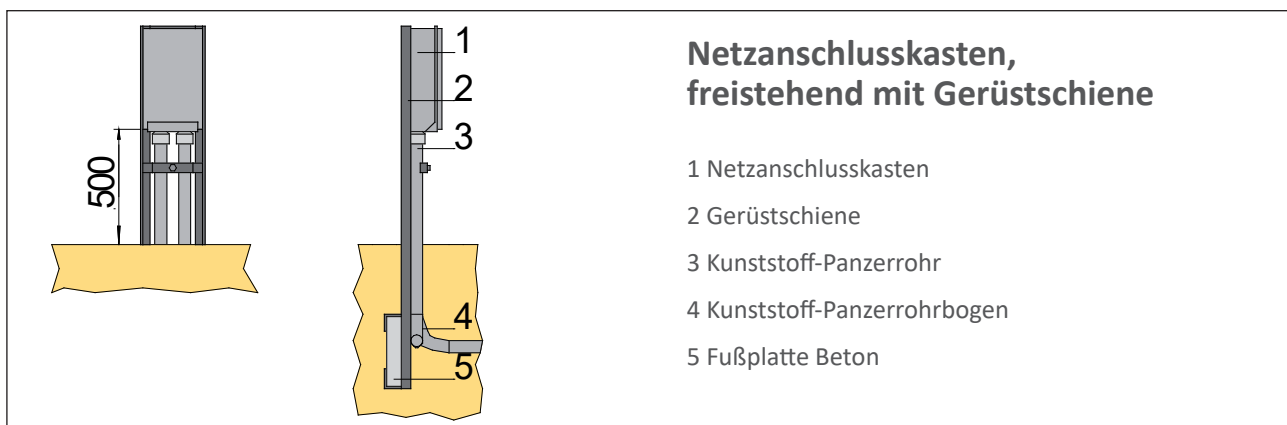 500
1
2
3
4
5
Netzanschlusskasten,
freistehend mit Gerüstschiene
1 Netzanschlusskasten
2 Gerüstschiene
3 Kunststoff-Panzerrohr
4 Kunststoff-Panzerrohrbogen
5 Fußplatte Beton